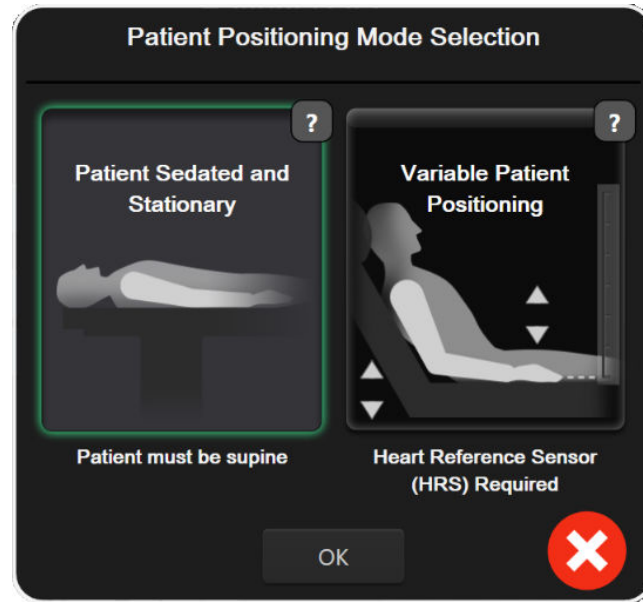 Patient Positioning Mode Selection
?
Patient Sedated and
Stationary
Patient must be supine
?
Variable Patient
Positioning
Heart Reference Sensor
(HRS) Required
OK